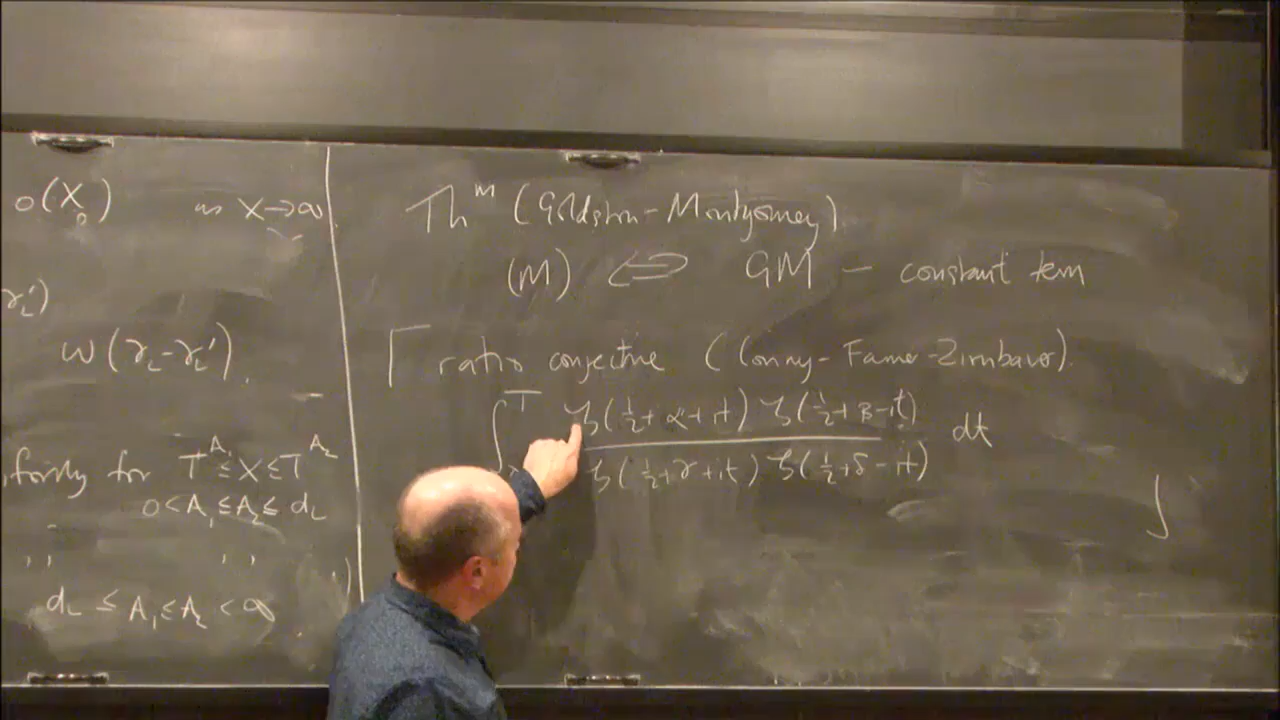 o(X) as X→∞
γ_L')
w(γ_L-γ_L').
for T^{A_1} ≤ X ≤ T^{A_2}
0<A_1≤A_2≤ d_L
,, ,, )
d_L ≤ A_1 ≤ A_2 < ∞
Th^m (Goldston-Montgomery).
(M) ⇔ GM – constant term
ratio conjecture (Conrey-Farmer-Zirnbauer).
∫^T ζ(1/2+α+it) ζ(1/2+β-it) / ζ(1/2+γ+it) ζ(1/2+δ-it) dt
∫